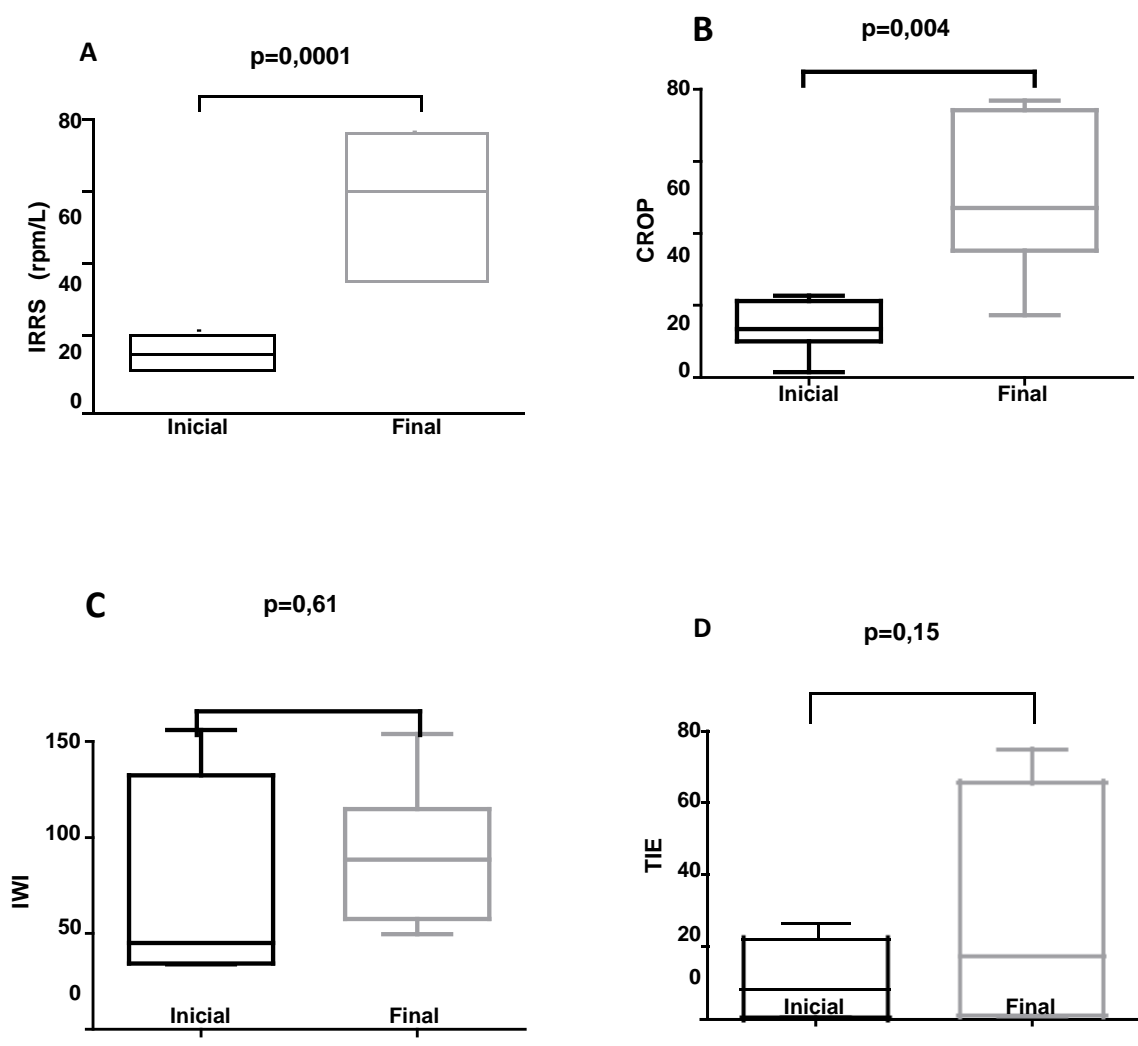 A
p=0,0001
80
60
40
20
0
IRRS (rpm/L)
Inicial Final
B
p=0,004
80
60
40
20
0
CROP
Inicial Final
C
p=0,61
150
100
50
0
IWI
Inicial Final
D
p=0,15
80
60
40
20
0
TIE
Inicial Final